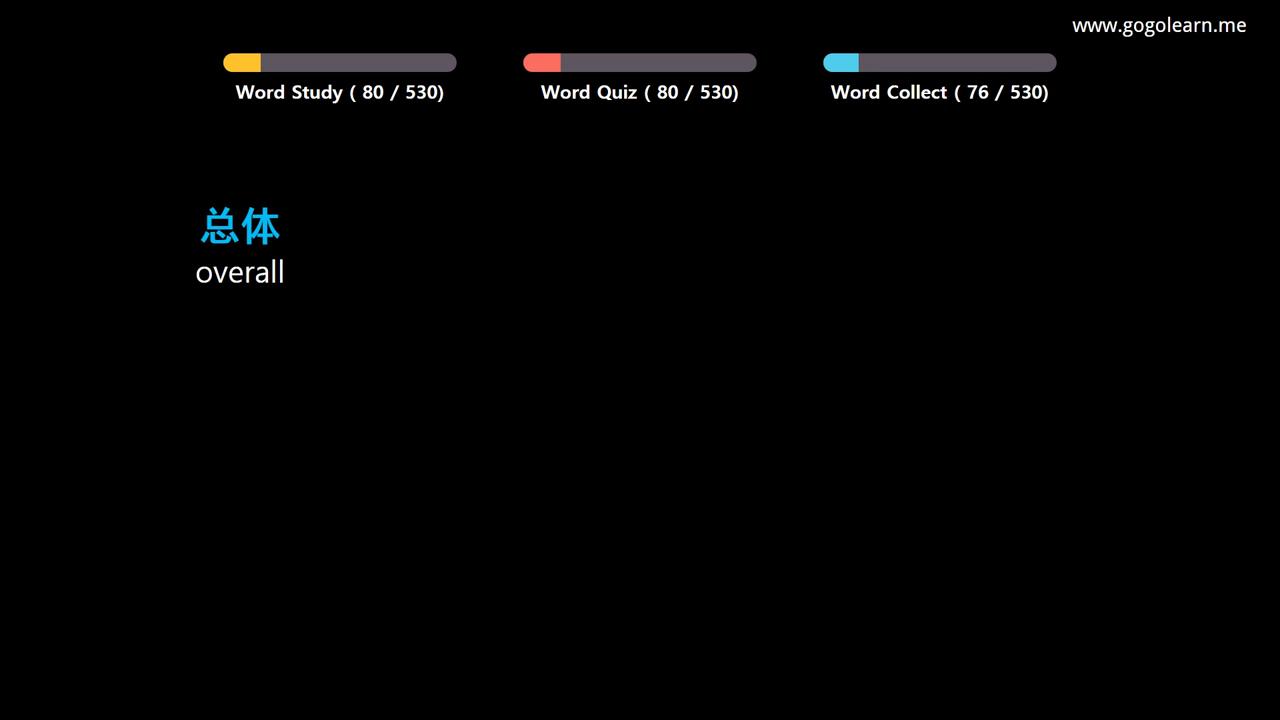 www.gogolearn.me
Word Study ( 80 / 530)
Word Quiz ( 80 / 530)
Word Collect ( 76 / 530)
总体
overall